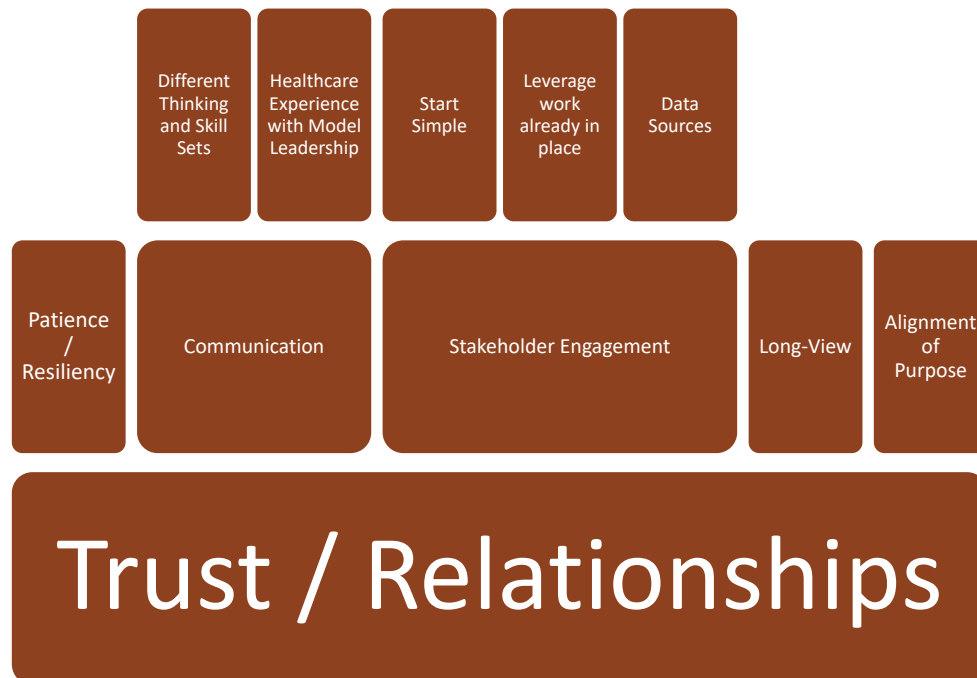 Different
Thinking
and Skill
Sets
Healthcare
Experience
with Model
Leadership
Start
Simple
Leverage
work
already in
place
Data
Sources
Patience
/
Resiliency
Communication
Stakeholder Engagement
Long-View
Alignment
of
Purpose
Trust / Relationships